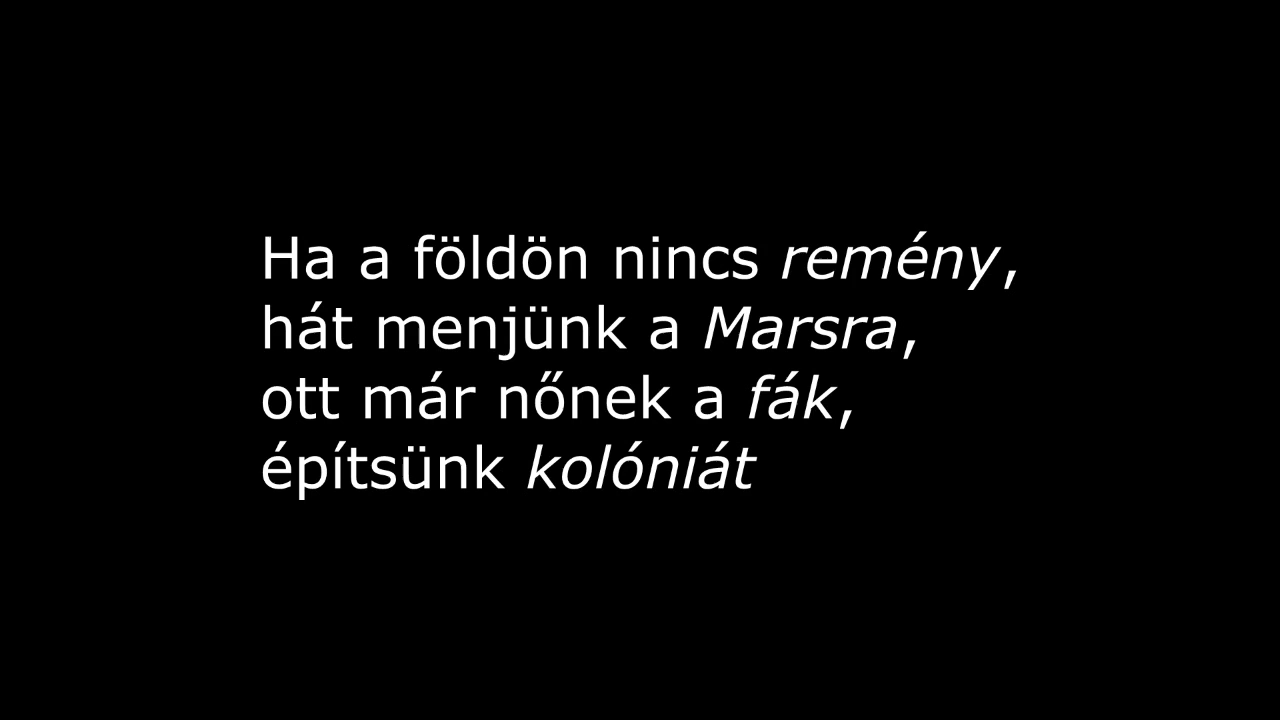 Ha a földön nincs remény,
hát menjünk a Marsra,
ott már nőnek a fák,
építsünk kolóniát